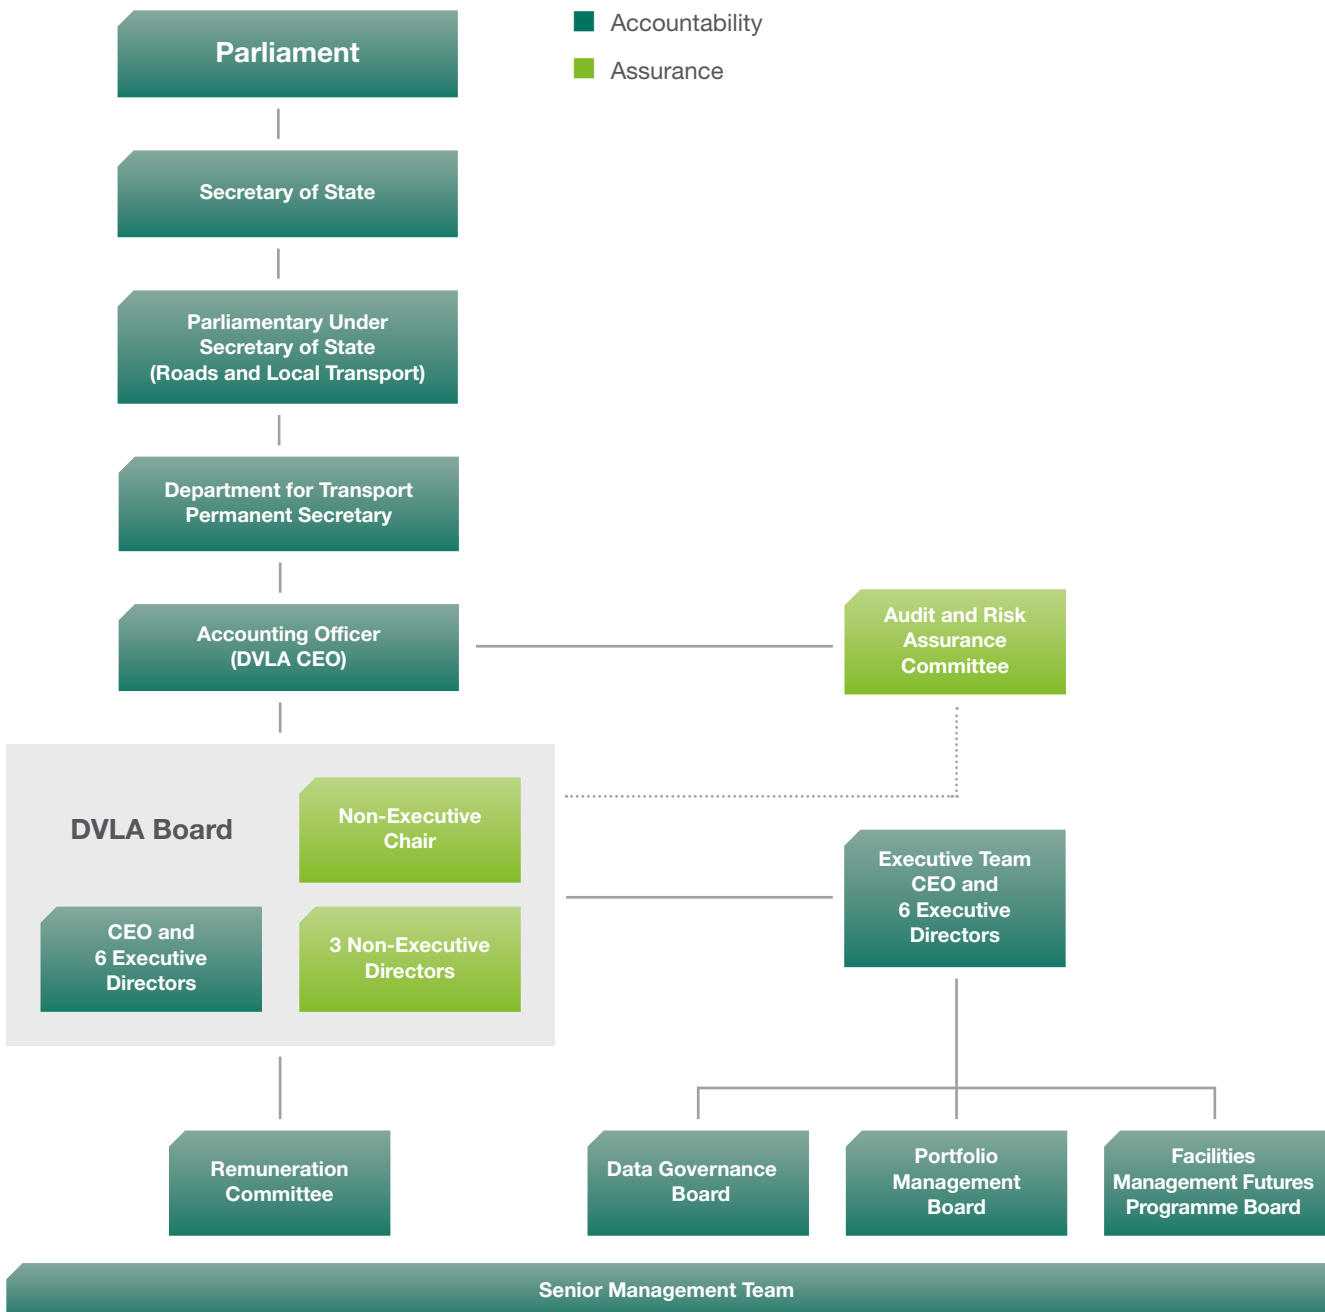 Parliament
Accountability
Assurance
Secretary of State
Parliamentary Under
Secretary of State
(Roads and Local Transport)
Department for Transport
Permanent Secretary
Accounting Officer
(DVLA CEO)
Audit and Risk
Assurance
Committee
DVLA Board
Non-Executive
Chair
CEO and
6 Executive
Directors
3 Non-Executive
Directors
Executive Team
CEO and
6 Executive
Directors
Remuneration
Committee
Data Governance
Board
Portfolio
Management
Board
Facilities
Management Futures
Programme Board
Senior Management Team